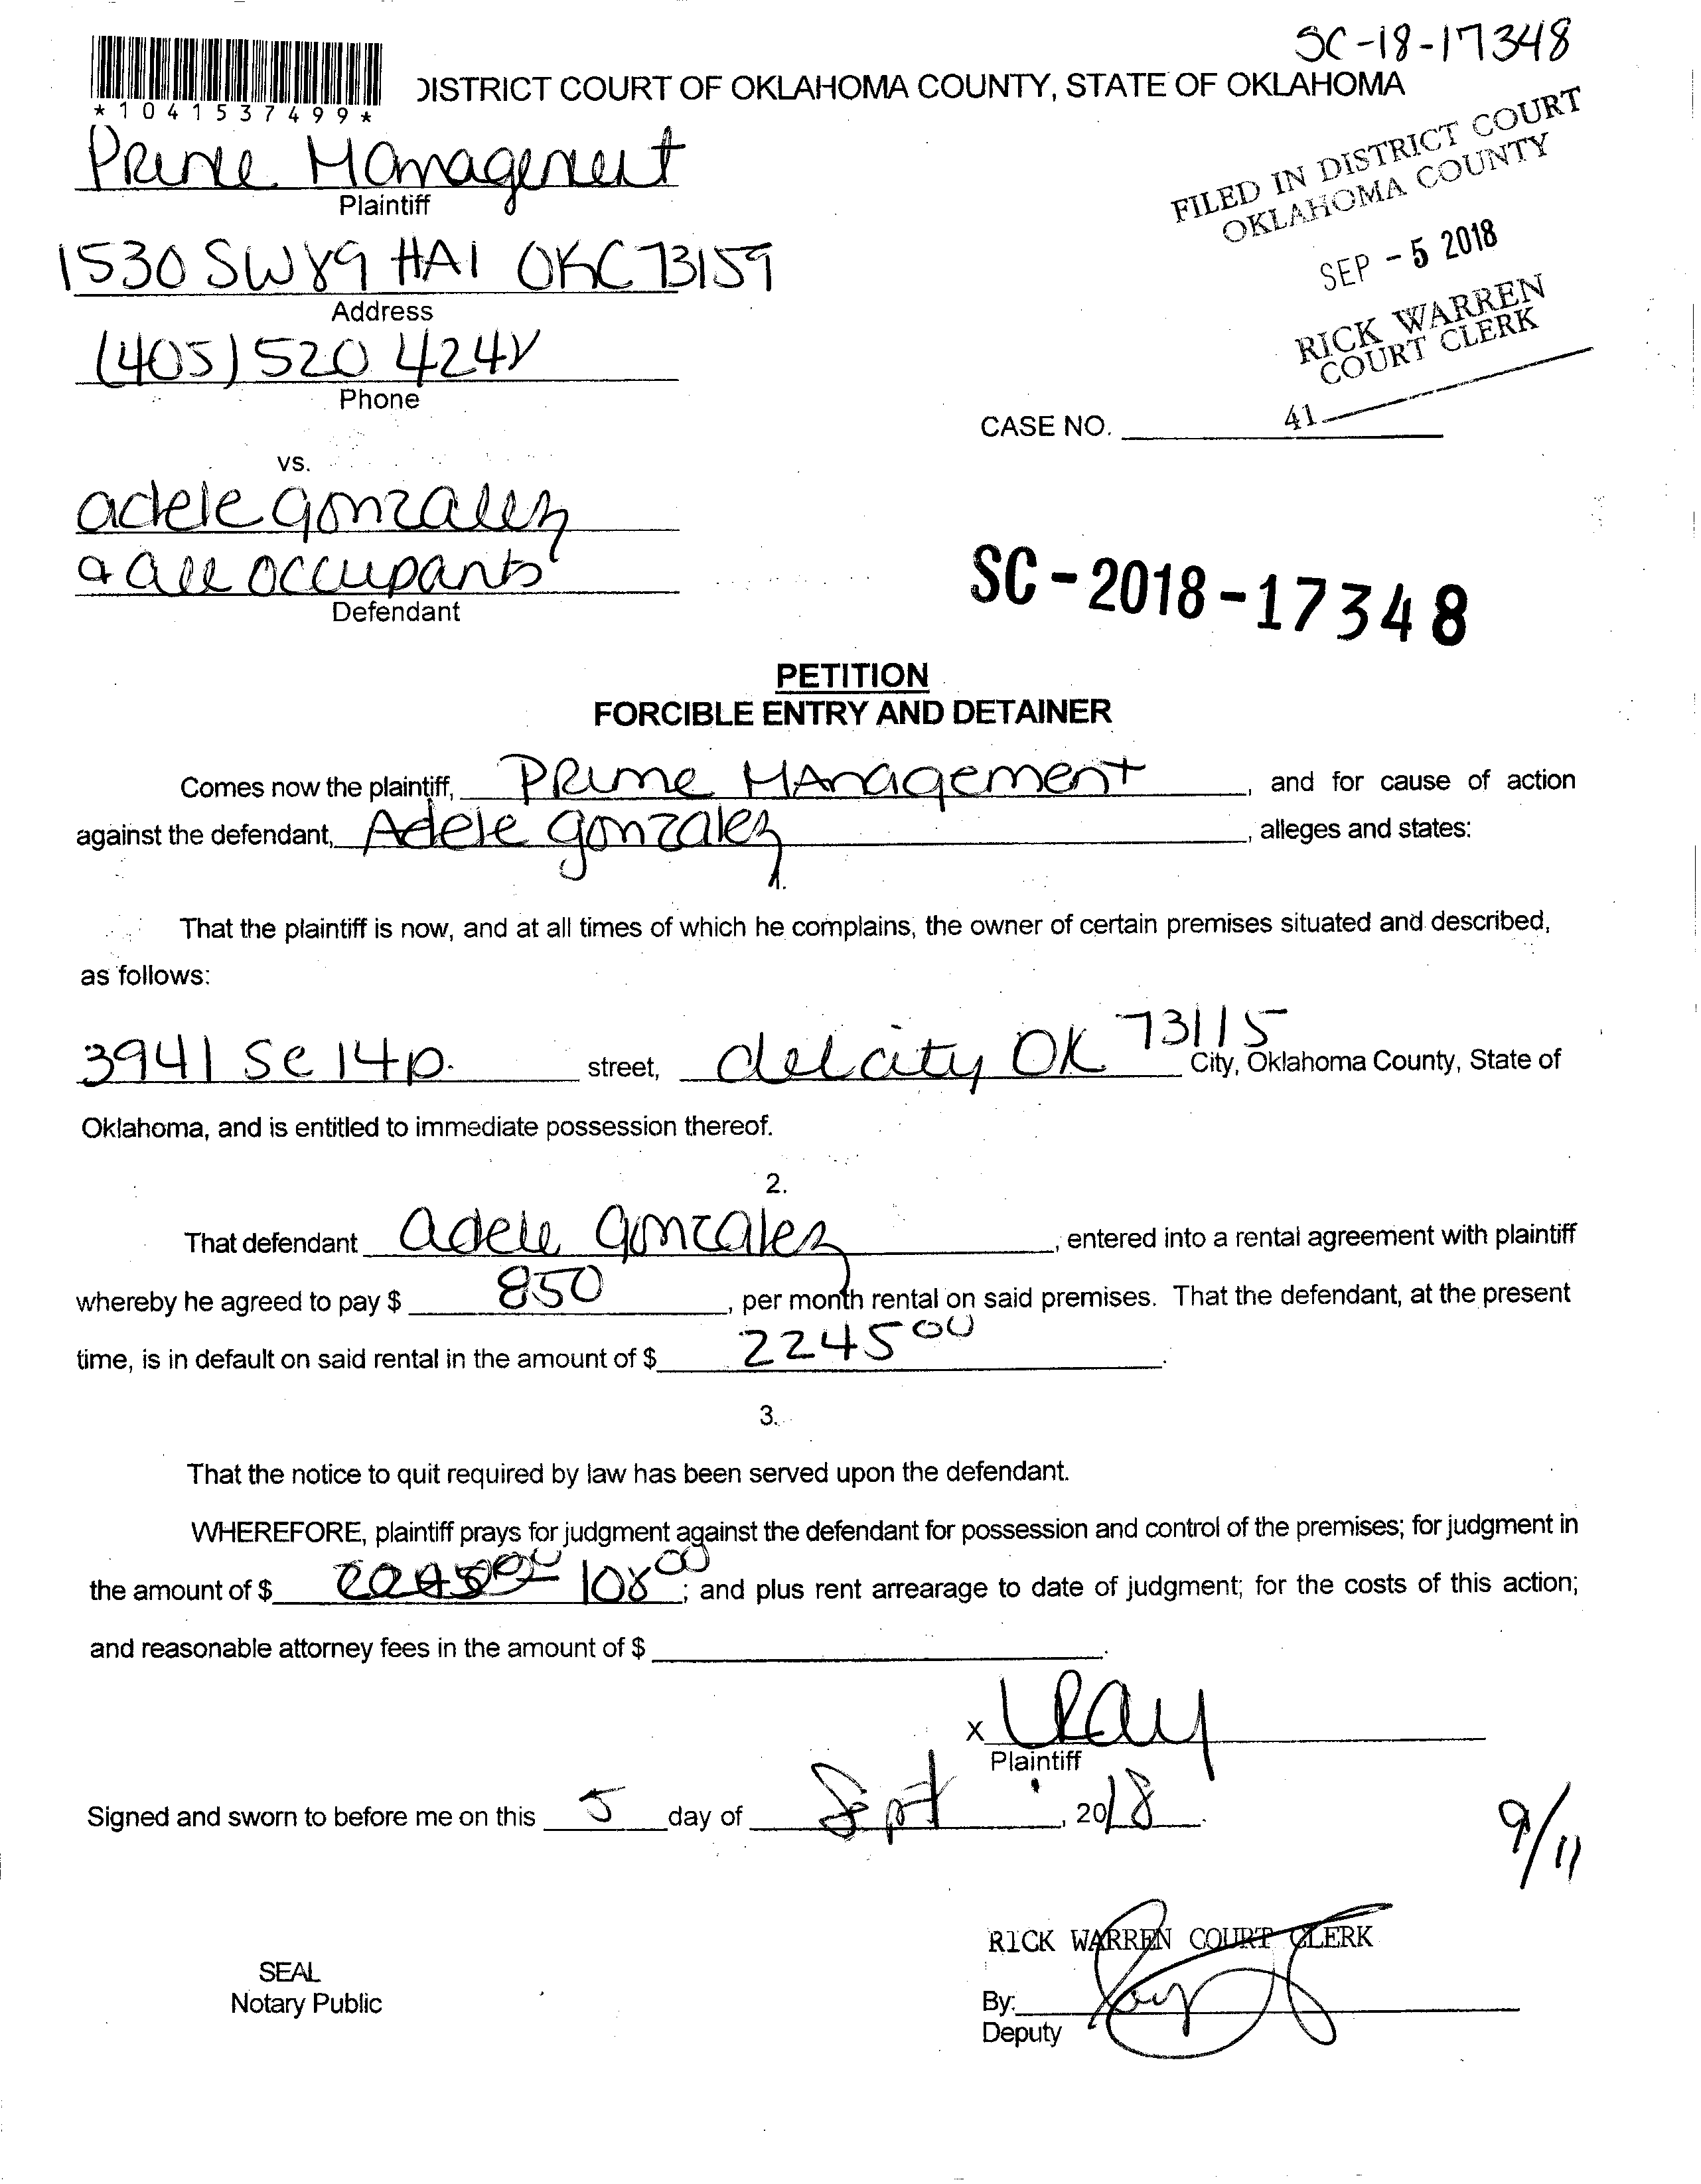 SC-18-17348
DISTRICT COURT OF OKLAHOMA COUNTY, STATE OF OKLAHOMA
*1041537499*
FILED IN DISTRICT COURT
OKLAHOMA COUNTY
SEP - 5 2018
RICK WARREN
COURT CLERK
41
Prime Management
Plaintiff
1530 SW 89 #A1 OKC 73159
Address
(405) 520 424
Phone
CASE NO.
vs.
adele gonzalez
& all occupants
Defendant
SC-2018-17348
PETITION
FORCIBLE ENTRY AND DETAINER
Comes now the plaintiff, Prime Management, and for cause of action
against the defendant, Adele gonzalez, alleges and states:
1.
That the plaintiff is now, and at all times of which he complains, the owner of certain premises situated and described,
as follows:
3941 SE 14 p. street, del city OK 73115 City, Oklahoma County, State of
Oklahoma, and is entitled to immediate possession thereof.
2.
That defendant adele gonzalez, entered into a rental agreement with plaintiff
whereby he agreed to pay $ 850, per month rental on said premises. That the defendant, at the present
time, is in default on said rental in the amount of $ 2245 00.
3.
That the notice to quit required by law has been served upon the defendant.
WHEREFORE, plaintiff prays for judgment against the defendant for possession and control of the premises; for judgment in
the amount of $ 108 00; and plus rent arrearage to date of judgment; for the costs of this action;
and reasonable attorney fees in the amount of $
x LRay
Plaintiff
Signed and sworn to before me on this 5 day of Sept, 2018.
9/11
RICK WARREN COURT CLERK
SEAL
Notary Public
By:
Deputy